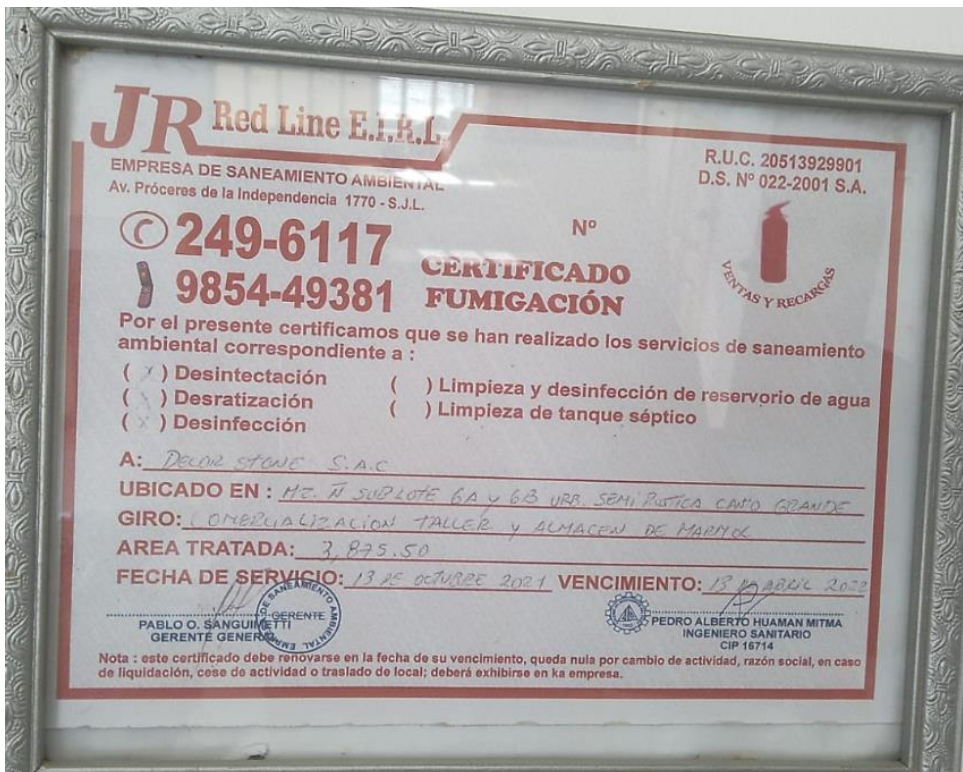 JR Red Line E.I.R.L.
EMPRESA DE SANEAMIENTO AMBIENTAL
Av. Próceres de la Independencia 1770 - S.J.L.
249-6117
9854-49381
R.U.C. 20513929901
D.S. Nº 022-2001 S.A.
Nº
CERTIFICADO
FUMIGACIÓN
VENTAS Y RECARGAS
Por el presente certificamos que se han realizado los servicios de saneamiento
ambiental correspondiente a :
( x ) Desintectación
( x ) Desratización
( x ) Desinfección
( ) Limpieza y desinfección de reservorio de agua
( ) Limpieza de tanque séptico
A: DECOR STONE S.A.C
UBICADO EN : MZ. Ñ SUBLOTE 6A y 6B URB. SEMI RUSTICA CAMPO GRANDE
GIRO: COMERCIALIZACION TALLER y ALMACEN DE MARMOL
AREA TRATADA: 3,875.50
FECHA DE SERVICIO: 13 DE OCTUBRE 2021 VENCIMIENTO: 13 DE ABRIL 2022
PABLO O. SANGUINETTI
GERENTE GENERAL
EMPRESA DE SANEAMIENTO AMBIENTAL
GERENTE
PEDRO ALBERTO HUAMAN MITMA
INGENIERO SANITARIO
CIP 16714
Nota : este certificado debe renovarse en la fecha de su vencimiento, queda nula por cambio de actividad, razón social, en caso
de liquidación, cese de actividad o traslado de local; deberá exhibirse en ka empresa.